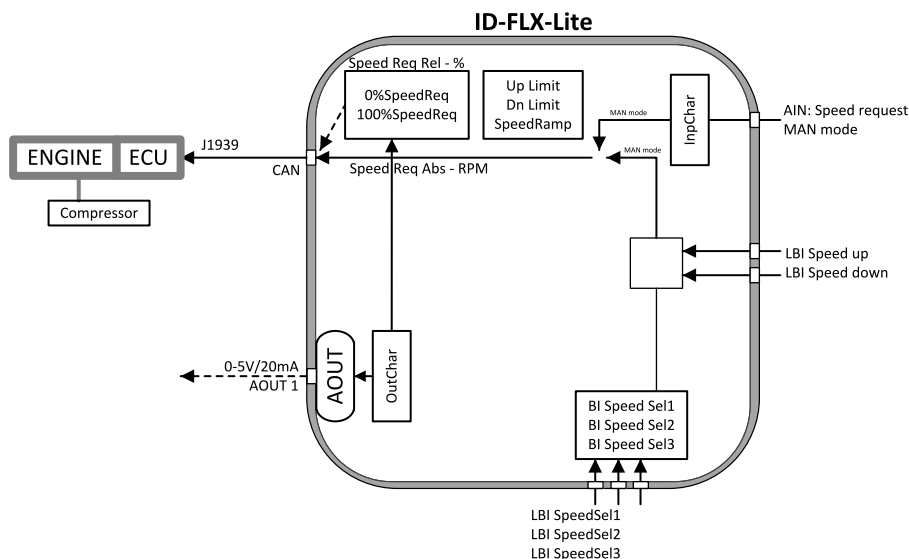 ID-FLX-Lite
Speed Req Rel - %
0%SpeedReq
100%SpeedReq
Up Limit
Dn Limit
SpeedRamp
MAN mode
InpChar
AIN: Speed request
MAN mode
ENGINE
ECU
J1939
CAN
Speed Req Abs - RPM
MAN mode
Compressor
LBI Speed up
LBI Speed down
0-5V/20mA
AOUT 1
AOUT
OutChar
BI Speed Sel1
BI Speed Sel2
BI Speed Sel3
LBI SpeedSel1
LBI SpeedSel2
LBI SpeedSel3